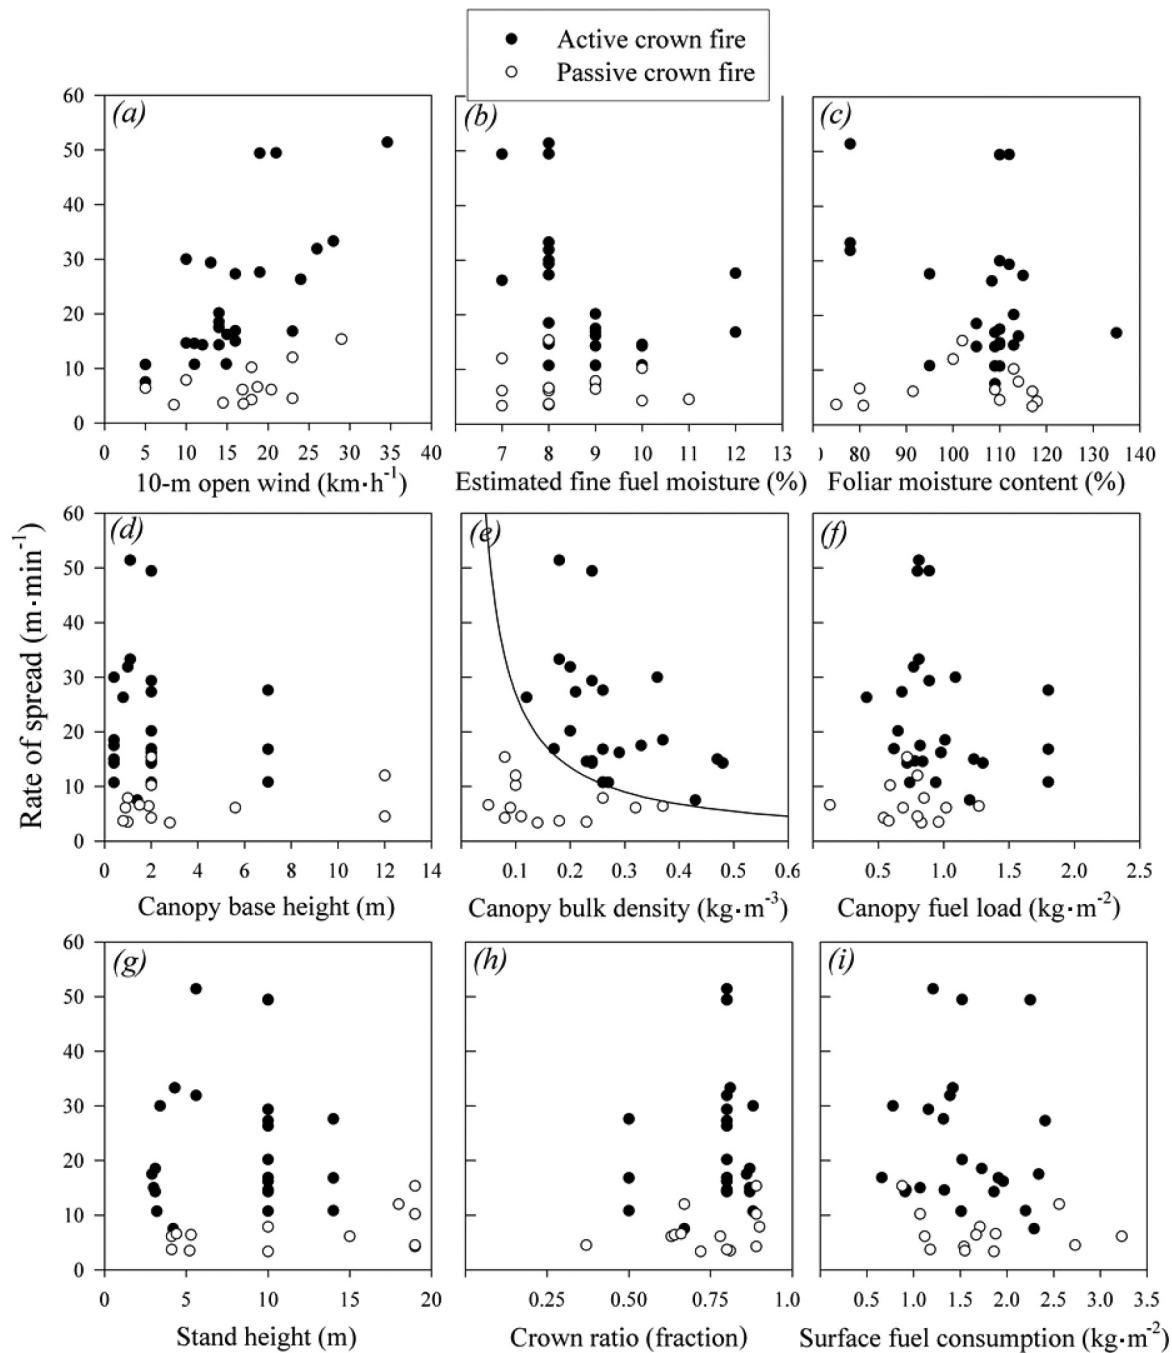 Active crown fire
Passive crown fire
(a)
(b)
(c)
60
50
40
30
20
10
0
0 5 10 15 20 25 30 35 40
7 8 9 10 11 12 13
80 90 100 110 120 130 140
10-m open wind (km·h⁻¹)
Estimated fine fuel moisture (%)
Foliar moisture content (%)
Rate of spread (m·min⁻¹)
(d)
(e)
(f)
60
50
40
30
20
10
0
0 2 4 6 8 10 12 14
0.1 0.2 0.3 0.4 0.5 0.6
0.5 1.0 1.5 2.0 2.5
Canopy base height (m)
Canopy bulk density (kg·m⁻³)
Canopy fuel load (kg·m⁻²)
(g)
(h)
(i)
60
50
40
30
20
10
0
0 5 10 15 20
0.25 0.50 0.75 1
0 1.0 1.5 2.0 2.5 3.0 3.5
Stand height (m)
Crown ratio (fraction)
Surface fuel consumption (kg·m⁻²)